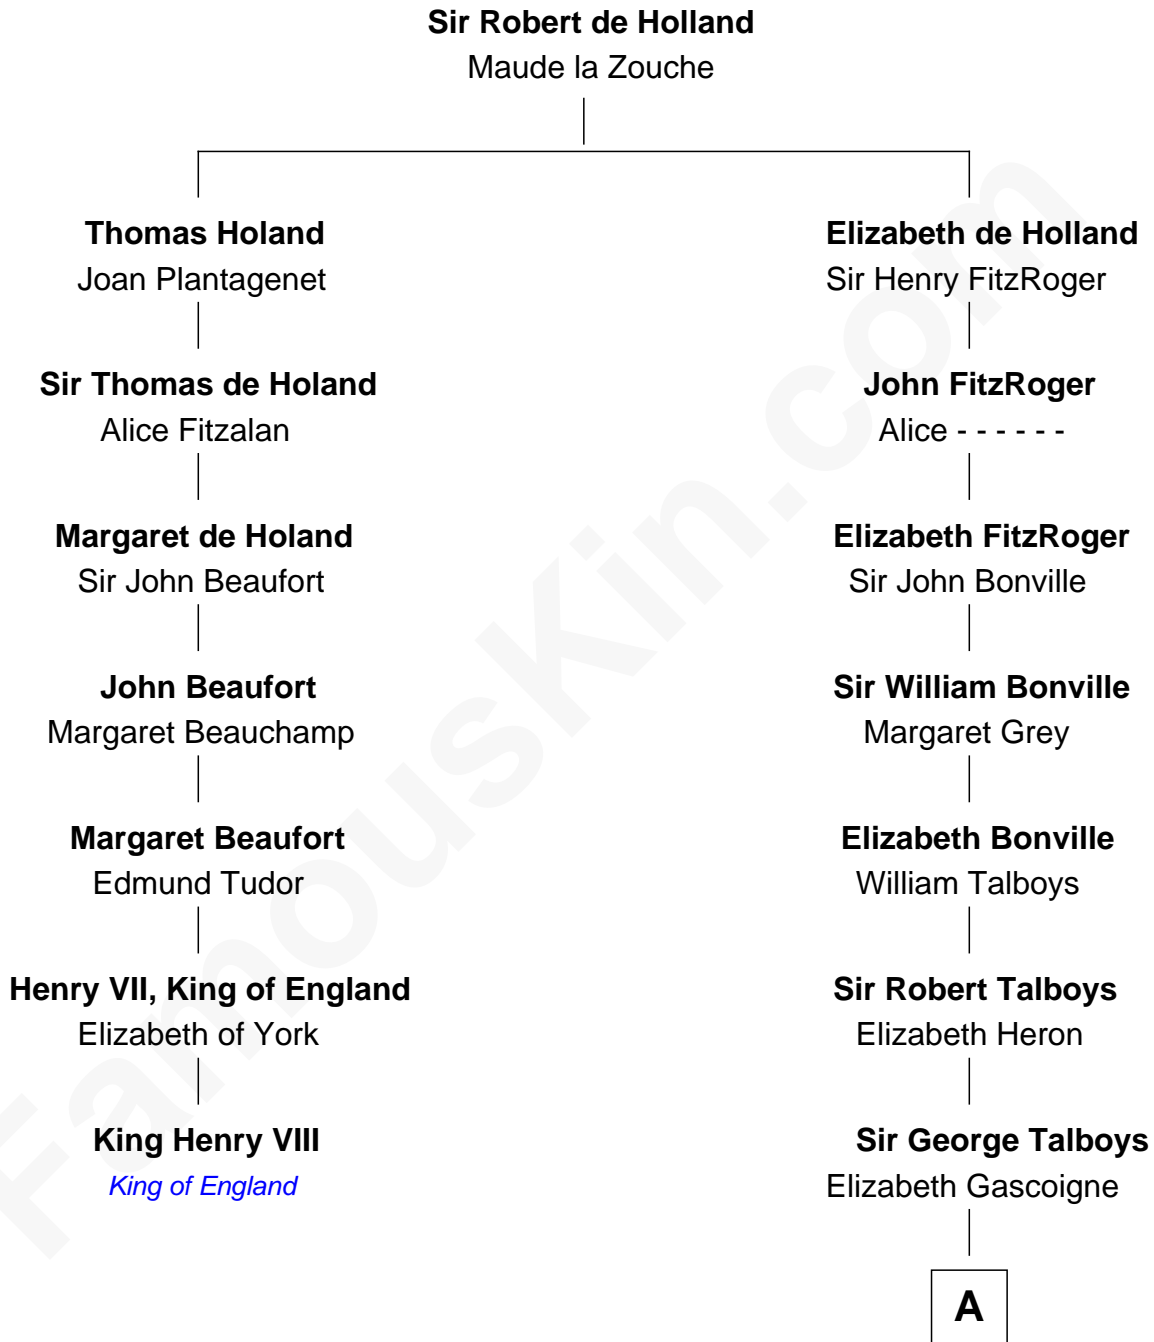 Sir Robert de Holland
Maude la Zouche
Thomas Holand
Joan Plantagenet
Elizabeth de Holland
Sir Henry FitzRoger
Sir Thomas de Holand
Alice Fitzalan
John FitzRoger
Alice - - - - - -
Margaret de Holand
Sir John Beaufort
Elizabeth FitzRoger
Sir John Bonville
John Beaufort
Margaret Beauchamp
Sir William Bonville
Margaret Grey
Margaret Beaufort
Edmund Tudor
Elizabeth Bonville
William Talboys
Henry VII, King of England
Elizabeth of York
Sir Robert Talboys
Elizabeth Heron
King Henry VIII
King of England
Sir George Talboys
Elizabeth Gascoigne
A
FamousKin.com